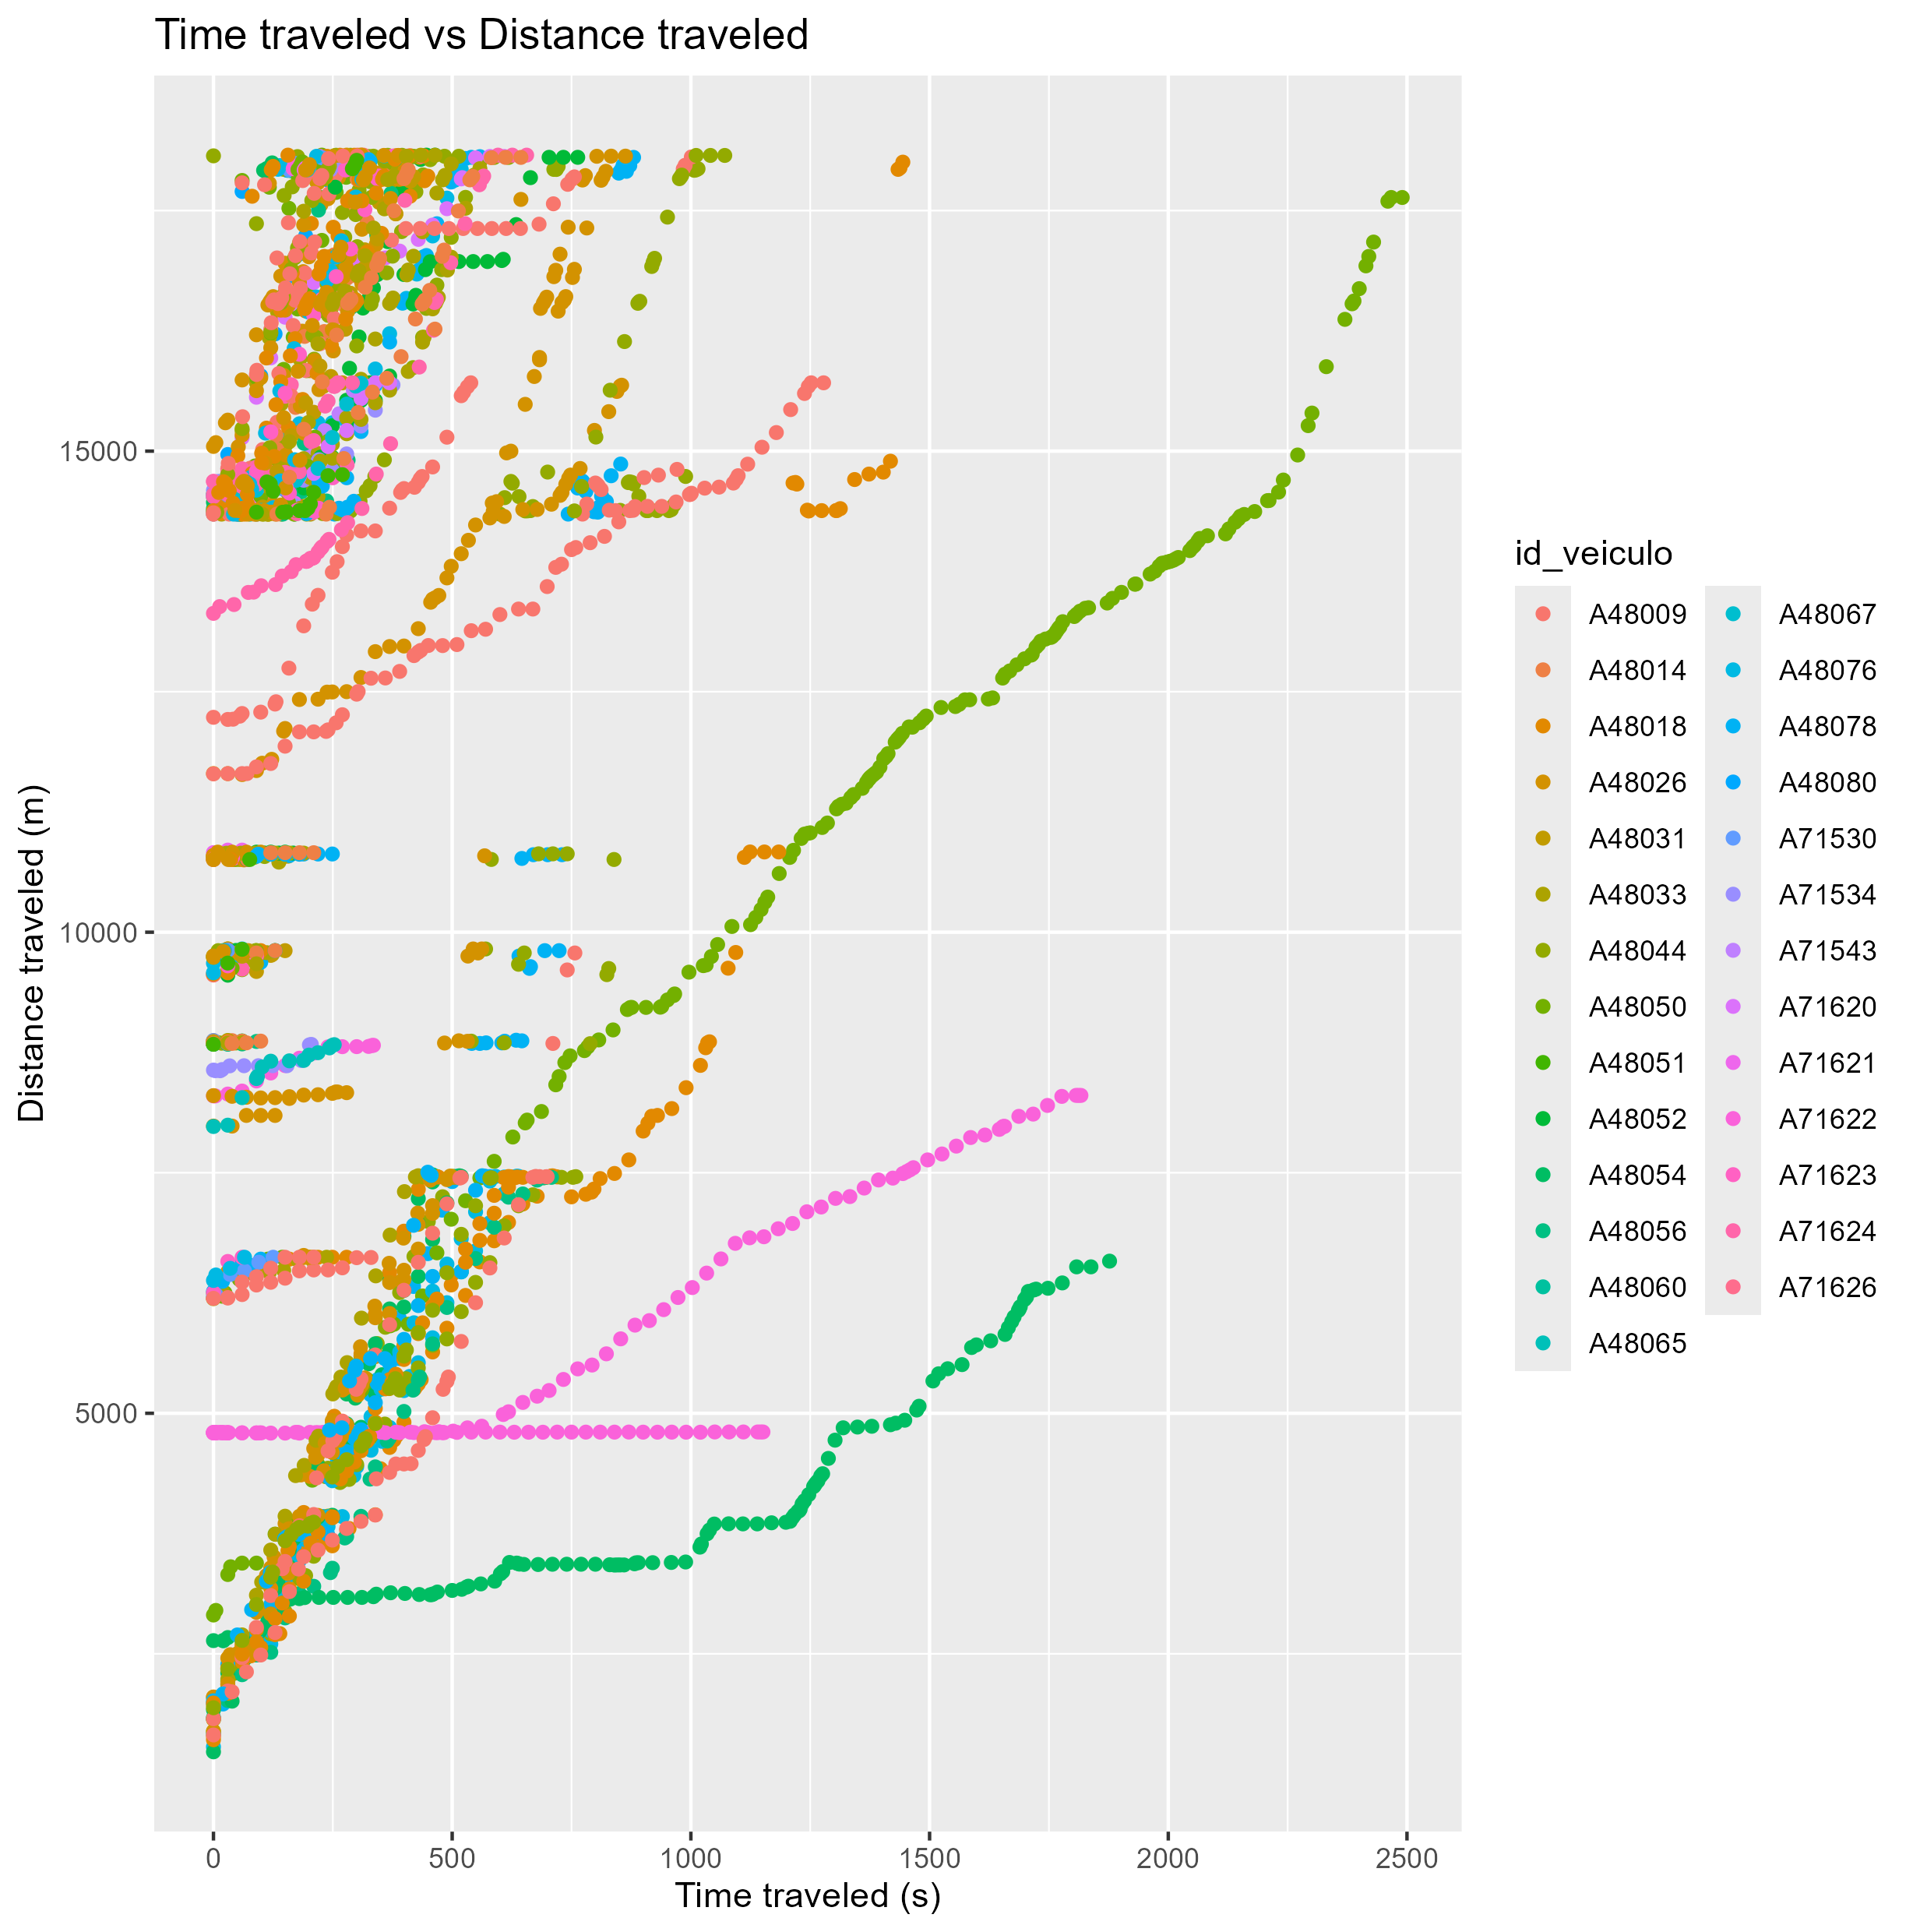 Time traveled vs Distance traveled
Distance traveled (m)
15000
10000
5000
0 500 1000 1500 2000 2500
Time traveled (s)
id_veiculo
A48009 A48067
A48014 A48076
A48018 A48078
A48026 A48080
A48031 A71530
A48033 A71534
A48044 A71543
A48050 A71620
A48051 A71621
A48052 A71622
A48054 A71623
A48056 A71624
A48060 A71626
A48065